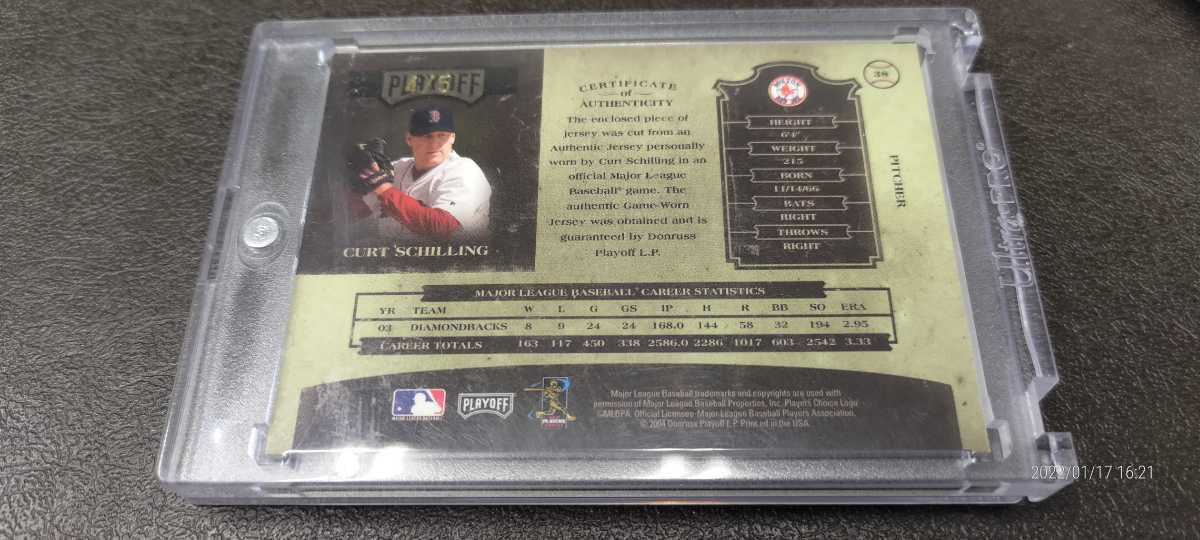 PLAYOFF
CURT SCHILLING
CERTIFICATE
of
AUTHENTICITY
The enclosed piece of
jersey was cut from an
Authentic Jersey personally
worn by Curt Schilling in an
official Major League
Baseball® game. The
authentic Game-Worn
Jersey was obtained and is
guaranteed by Donruss
Playoff L.P.
HEIGHT
6'4"
WEIGHT
215
BORN
11/14/66
BATS
RIGHT
THROWS
RIGHT
38
PITCHER
Ultra PRO®
MAJOR LEAGUE BASEBALL® CAREER STATISTICS
YR TEAM W L G GS IP H R BB SO ERA
03 DIAMONDBACKS 8 9 24 24 168.0 144 58 32 194 2.95
CAREER TOTALS 163 117 450 338 2586.0 2286 1017 603 2542 3.33
MAJOR LEAGUE BASEBALL
PLAYOFF
PLAYERS
Major League Baseball trademarks and copyrights are used with
permission of Major League Baseball Properties, Inc. Players Choice Logo
©MLBPA. Official Licensee-Major League Baseball Players Association.
© 2004 Donruss Playoff L.P. Printed in the USA.
2022/01/17 16:21